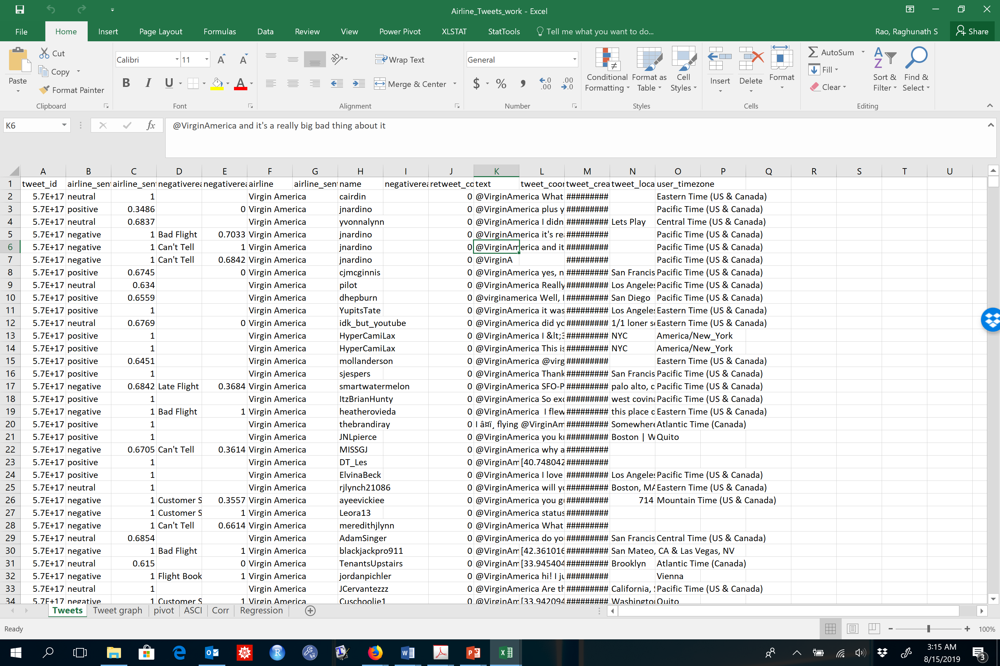 Airline_Tweets_work - Excel
File Home Insert Page Layout Formulas Data Review View Power Pivot XLSTAT StatTools Tell me what you want to do... Rao, Raghunath S Share
Cut Calibri 11 Wrap Text General AutoSum
Copy Fill
Paste Format Painter Merge & Center Conditional Formatting Format as Table Cell Styles Insert Delete Format Clear Sort & Filter Find & Select
Clipboard Font Alignment Number Styles Cells Editing
K6 fx @VirginAmerica and it's a really big bad thing about it
A B C D E F G H I J K L M N O P Q R S T U
1 tweet_id airline_sen airline_sen negativerea negativerea airline airline_sen name negativerea retweet_co text tweet_coor tweet_crea tweet_loca user_timezone
2 5.7E+17 neutral 1 Virgin America cairdin 0 @VirginAmerica What ######### Eastern Time (US & Canada)
3 5.7E+17 positive 0.3486 0 Virgin America jnardino 0 @VirginAmerica plus y ######### Pacific Time (US & Canada)
4 5.7E+17 neutral 0.6837 Virgin America yvonnalynn 0 @VirginAmerica I didn ######### Lets Play Central Time (US & Canada)
5 5.7E+17 negative 1 Bad Flight 0.7033 Virgin America jnardino 0 @VirginAmerica it's rea ######### Pacific Time (US & Canada)
6 5.7E+17 negative 1 Can't Tell 1 Virgin America jnardino 0 @VirginAmerica and it ######### Pacific Time (US & Canada)
7 5.7E+17 negative 1 Can't Tell 0.6842 Virgin America jnardino 0 @VirginA ######### Pacific Time (US & Canada)
8 5.7E+17 positive 0.6745 0 Virgin America cjmcginnis 0 @VirginAmerica yes, n ######### San Francis Pacific Time (US & Canada)
9 5.7E+17 neutral 0.634 Virgin America pilot 0 @VirginAmerica Really ######### Los Angeles Pacific Time (US & Canada)
10 5.7E+17 positive 0.6559 Virgin America dhepburn 0 @virginamerica Well, I ######### San Diego Pacific Time (US & Canada)
11 5.7E+17 positive 1 Virgin America YupitsTate 0 @VirginAmerica it was ######### Los Angeles Eastern Time (US & Canada)
12 5.7E+17 neutral 0.6769 0 Virgin America idk_but_youtube 0 @VirginAmerica did yo ######### 1/1 loner s Eastern Time (US & Canada)
13 5.7E+17 positive 1 Virgin America HyperCamiLax 0 @VirginAmerica I &lt;3 ######### NYC America/New_York
14 5.7E+17 positive 1 Virgin America HyperCamiLax 0 @VirginAmerica This is ######### NYC America/New_York
15 5.7E+17 positive 0.6451 Virgin America mollanderson 0 @VirginAmerica @virg ######### Eastern Time (US & Canada)
16 5.7E+17 positive 1 Virgin America sjespers 0 @VirginAmerica Thank ######### San Francis Pacific Time (US & Canada)
17 5.7E+17 negative 0.6842 Late Flight 0.3684 Virgin America smartwatermelon 0 @VirginAmerica SFO-P ######### palo alto, c Pacific Time (US & Canada)
18 5.7E+17 positive 1 Virgin America ItzBrianHunty 0 @VirginAmerica So exc ######### west covina Pacific Time (US & Canada)
19 5.7E+17 negative 1 Bad Flight 1 Virgin America heatherovieda 0 @VirginAmerica I flew ######### this place c Eastern Time (US & Canada)
20 5.7E+17 positive 1 Virgin America thebrandiray 0 I â¤ï¸ flying @VirginAm ######### Somewhere Atlantic Time (Canada)
21 5.7E+17 positive 1 Virgin America JNLpierce 0 @VirginAmerica you kn ######### Boston | W Quito
22 5.7E+17 negative 0.6705 Can't Tell 0.3614 Virgin America MISSGJ 0 @VirginAmerica why a #########
23 5.7E+17 positive 1 Virgin America DT_Les 0 @VirginAm [40.748042 #########
24 5.7E+17 positive 1 Virgin America ElvinaBeck 0 @VirginAmerica I love ######### Los Angeles Pacific Time (US & Canada)
25 5.7E+17 neutral 1 Virgin America rjlynch21086 0 @VirginAmerica will yo ######### Boston, MA Eastern Time (US & Canada)
26 5.7E+17 negative 1 Customer S 0.3557 Virgin America ayeevickiee 0 @VirginAmerica you gu ######### 714 Mountain Time (US & Canada)
27 5.7E+17 negative 1 Customer S 1 Virgin America Leora13 0 @VirginAmerica status #########
28 5.7E+17 negative 1 Can't Tell 0.6614 Virgin America meredithjlynn 0 @VirginAmerica What #########
29 5.7E+17 neutral 0.6854 Virgin America AdamSinger 0 @VirginAmerica do you ######### San Francis Central Time (US & Canada)
30 5.7E+17 negative 1 Bad Flight 1 Virgin America blackjackpro911 0 @VirginAm [42.361016 ######### San Mateo, CA & Las Vegas, NV
31 5.7E+17 neutral 0.615 0 Virgin America TenantsUpstairs 0 @VirginAm [33.945404 ######### Brooklyn Atlantic Time (Canada)
32 5.7E+17 negative 1 Flight Book 1 Virgin America jordanpichler 0 @VirginAmerica hi! I ju ######### Vienna
33 5.7E+17 neutral 1 Virgin America JCervantezzz 0 @VirginAmerica Are th ######### California, Pacific Time (US & Canada)
34 5.7E+17 negative 1 Customer S 1 Virgin America Cuschoolie1 0 @VirginAm [33.942094 ######### Washington Quito
Tweets Tweet graph pivot ASCI Corr Regression
Ready 100%
3:15 AM
8/15/2019 3